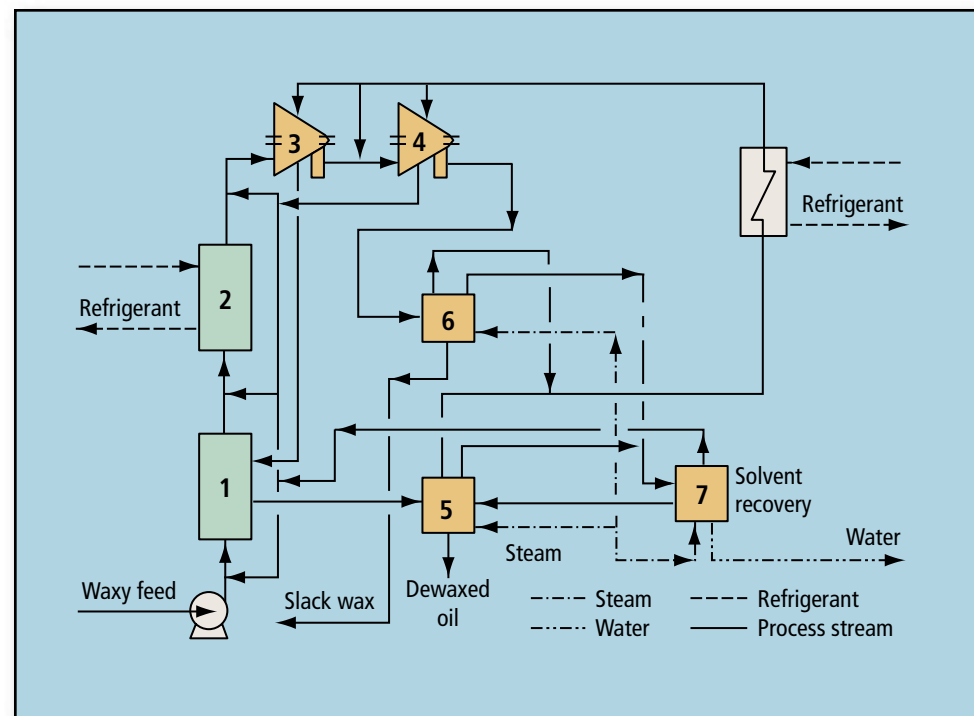 3
4
Refrigerant
2
Refrigerant
6
1
5
7
Solvent
recovery
Steam
Water
Waxy feed
Slack wax
Dewaxed
oil
Steam
Water
Refrigerant
Process stream